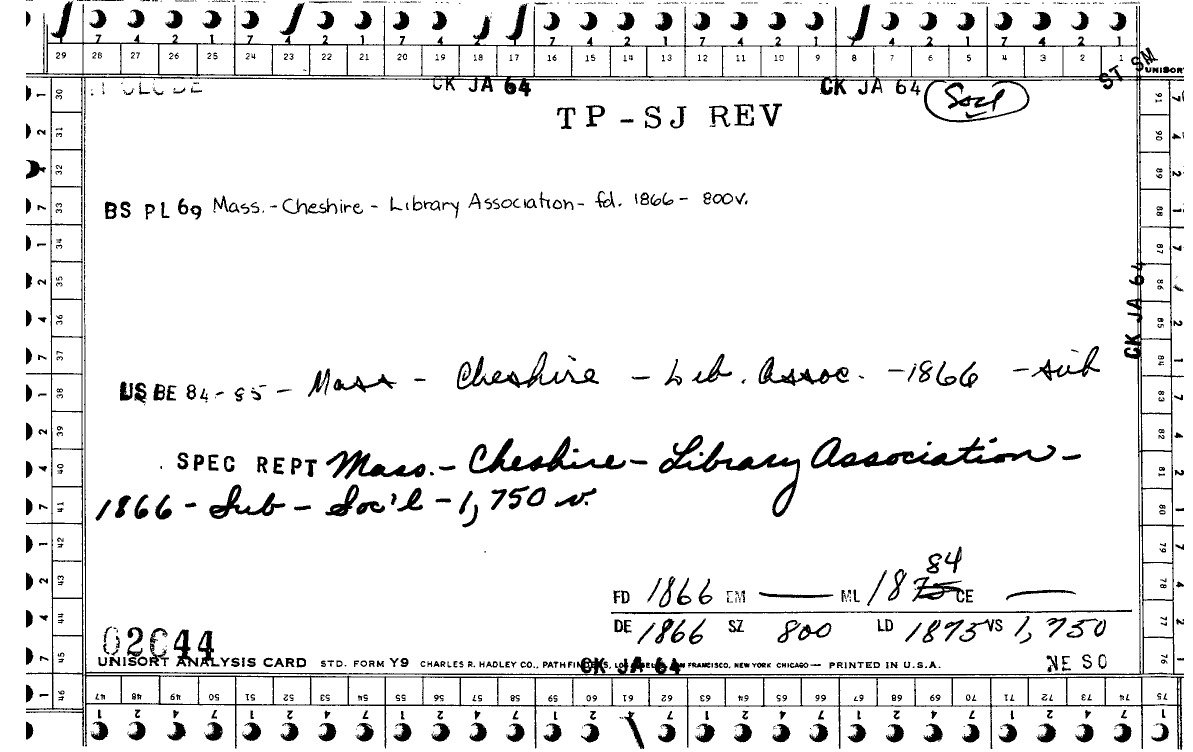 7 4 2 1 7 4 2 1 7 4 2 1 7 4 2 1 7 4 2 1 7 4 2 1 7 4 2 1
29 28 27 26 25 24 23 22 21 20 19 18 17 16 15 14 13 12 11 10 9 8 7 6 5 4 3 2 1
ST SM
UNISORT
CK JA 64 CK JA 64 Soc'l
TP-SJ REV
BS PL 69 Mass.-Cheshire-Library Association-fd. 1866-800v.
CK JA 64
US BE 84-85-Mass-Cheshire-Lib. Assoc.-1866-sub
SPEC REPT Mass.-Cheshire-Library Association-
1866-Sub-Soc'l-1,750 v.
84
FD 1866 EM — ML 1875 CE —
DE 1866 SZ 800 LD 1875 VS 1,750
02644
UNISORT ANALYSIS CARD STD. FORM Y9 CHARLES R. HADLEY CO., PATHFINDERS, LOS ANGELES, SAN FRANCISCO, NEW YORK CHICAGO— PRINTED IN U.S.A.
CK JA 64
NE SO
30 31 32 33 34 35 36 37 38 39 40 41 42 43 44 45 46
91 90 89 88 87 86 85 84 83 82 81 80 79 78 77 76 75
47 48 49 50 51 52 53 54 55 56 57 58 59 60 61 62 63 64 65 66 67 68 69 70 71 72 73 74
1 2 4 7 1 2 4 7 1 2 4 7 1 2 4 7 1 2 4 7 1 2 4 7 1 2 4 7